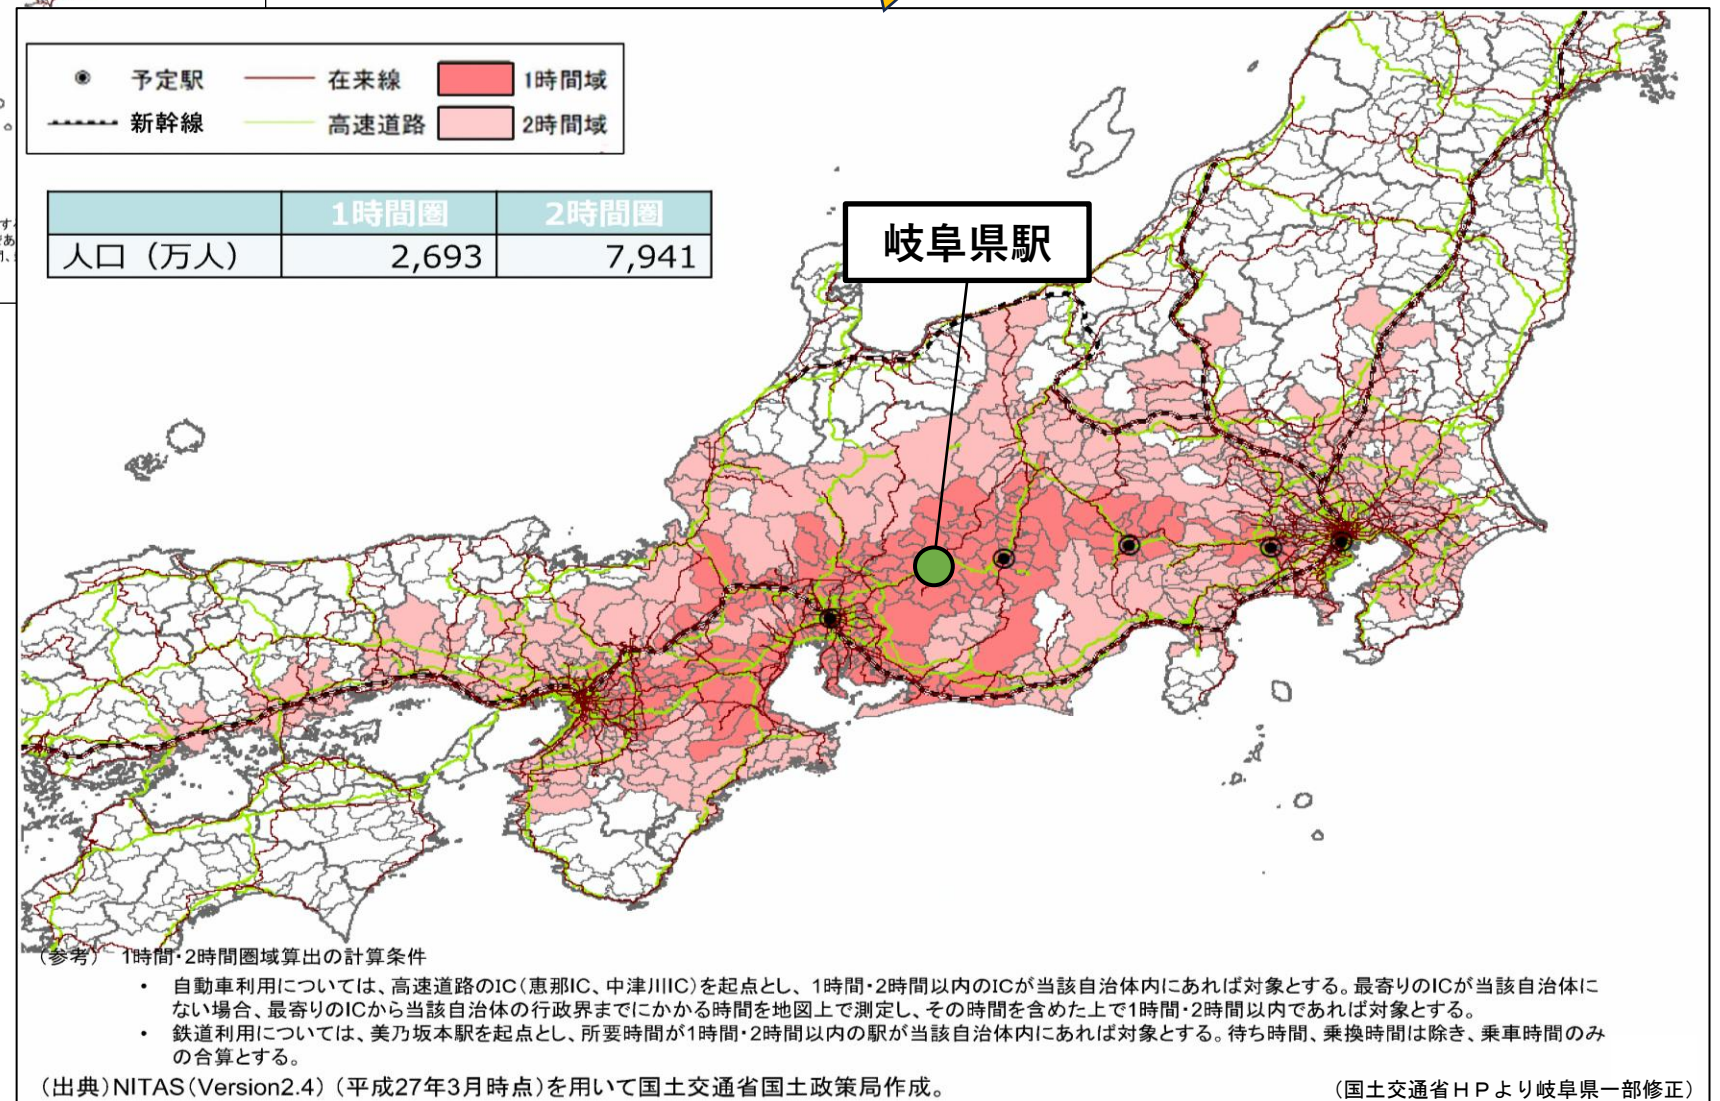 予定駅 在来線 1時間域
新幹線 高速道路 2時間域
1時間圏 2時間圏
人口（万人） 2,693 7,941
岐阜県駅
（参考） 1時間・2時間圏域算出の計算条件
• 自動車利用については、高速道路のIC（恵那IC、中津川IC）を起点とし、1時間・2時間以内のICが当該自治体内にあれば対象とする。最寄りのICが当該自治体に
ない場合、最寄りのICから当該自治体の行政界までにかかる時間を地図上で測定し、その時間を含めた上で1時間・2時間以内であれば対象とする。
• 鉄道利用については、美乃坂本駅を起点とし、所要時間が1時間・2時間以内の駅が当該自治体内にあれば対象とする。待ち時間、乗換時間は除き、乗車時間のみ
の合算とする。
（出典）NITAS（Version2.4）（平成27年3月時点）を用いて国土交通省国土政策局作成。
（国土交通省ＨＰより岐阜県一部修正）